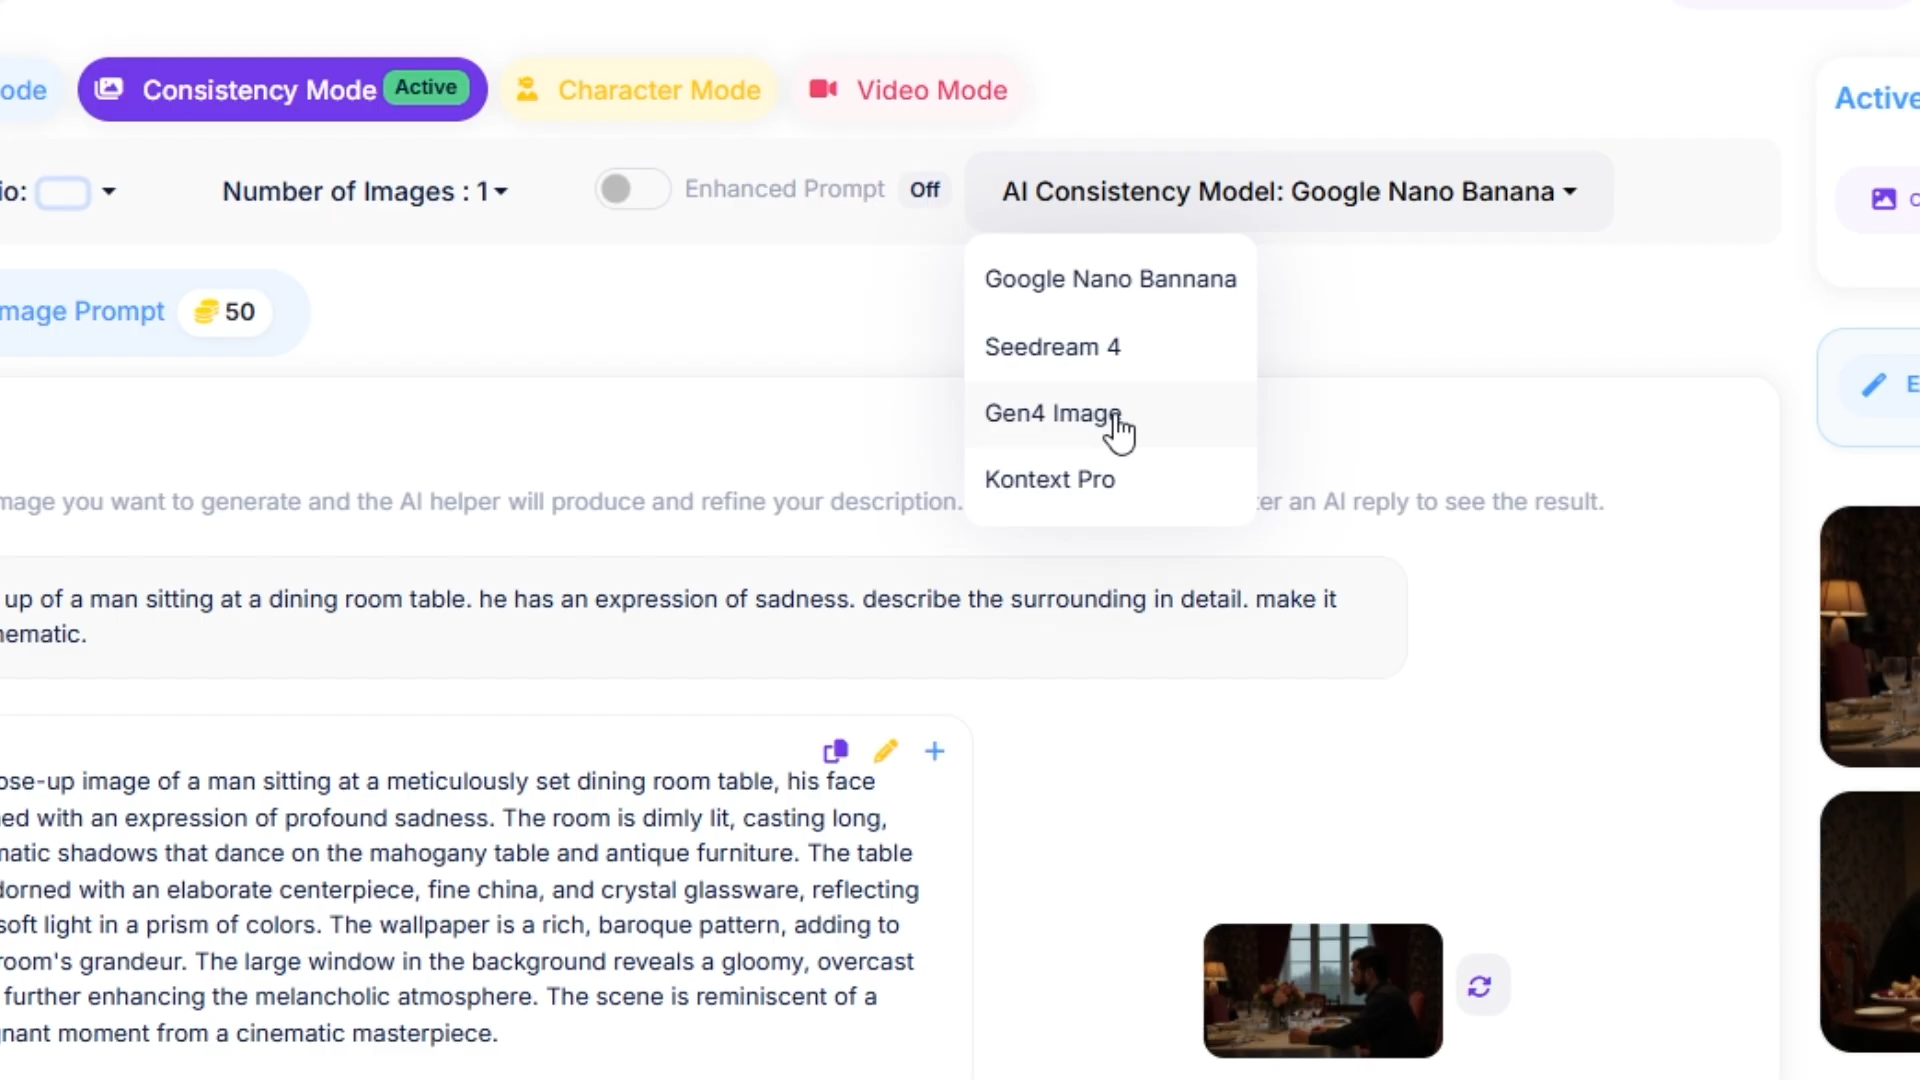 ode
Consistency Mode Active
Character Mode
Video Mode
Active
io:
Number of Images : 1
Enhanced Prompt Off
AI Consistency Model: Google Nano Banana
Google Nano Bannana
Seedream 4
Gen4 Image
Kontext Pro
mage Prompt 50
E
mage you want to generate and the AI helper will produce and refine your description.
er an AI reply to see the result.
up of a man sitting at a dining room table. he has an expression of sadness. describe the surrounding in detail. make it
nematic.
ose-up image of a man sitting at a meticulously set dining room table, his face
ed with an expression of profound sadness. The room is dimly lit, casting long,
matic shadows that dance on the mahogany table and antique furniture. The table
dorned with an elaborate centerpiece, fine china, and crystal glassware, reflecting
soft light in a prism of colors. The wallpaper is a rich, baroque pattern, adding to
room's grandeur. The large window in the background reveals a gloomy, overcast
further enhancing the melancholic atmosphere. The scene is reminiscent of a
gnant moment from a cinematic masterpiece.